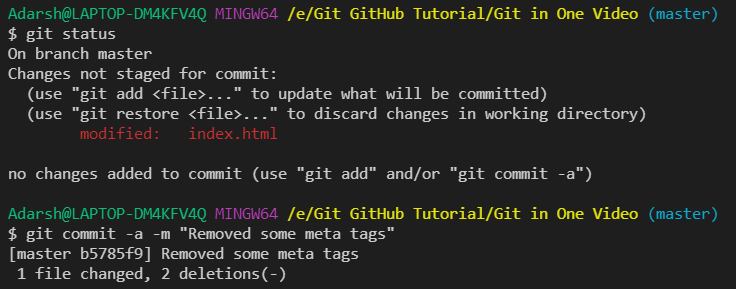 Adarsh@LAPTOP-DM4KFV4Q MINGW64 /e/Git GitHub Tutorial/Git in One Video (master)
$ git status
On branch master
Changes not staged for commit:
  (use "git add <file>..." to update what will be committed)
  (use "git restore <file>..." to discard changes in working directory)
        modified:   index.html

no changes added to commit (use "git add" and/or "git commit -a")

Adarsh@LAPTOP-DM4KFV4Q MINGW64 /e/Git GitHub Tutorial/Git in One Video (master)
$ git commit -a -m "Removed some meta tags"
[master b5785f9] Removed some meta tags
 1 file changed, 2 deletions(-)